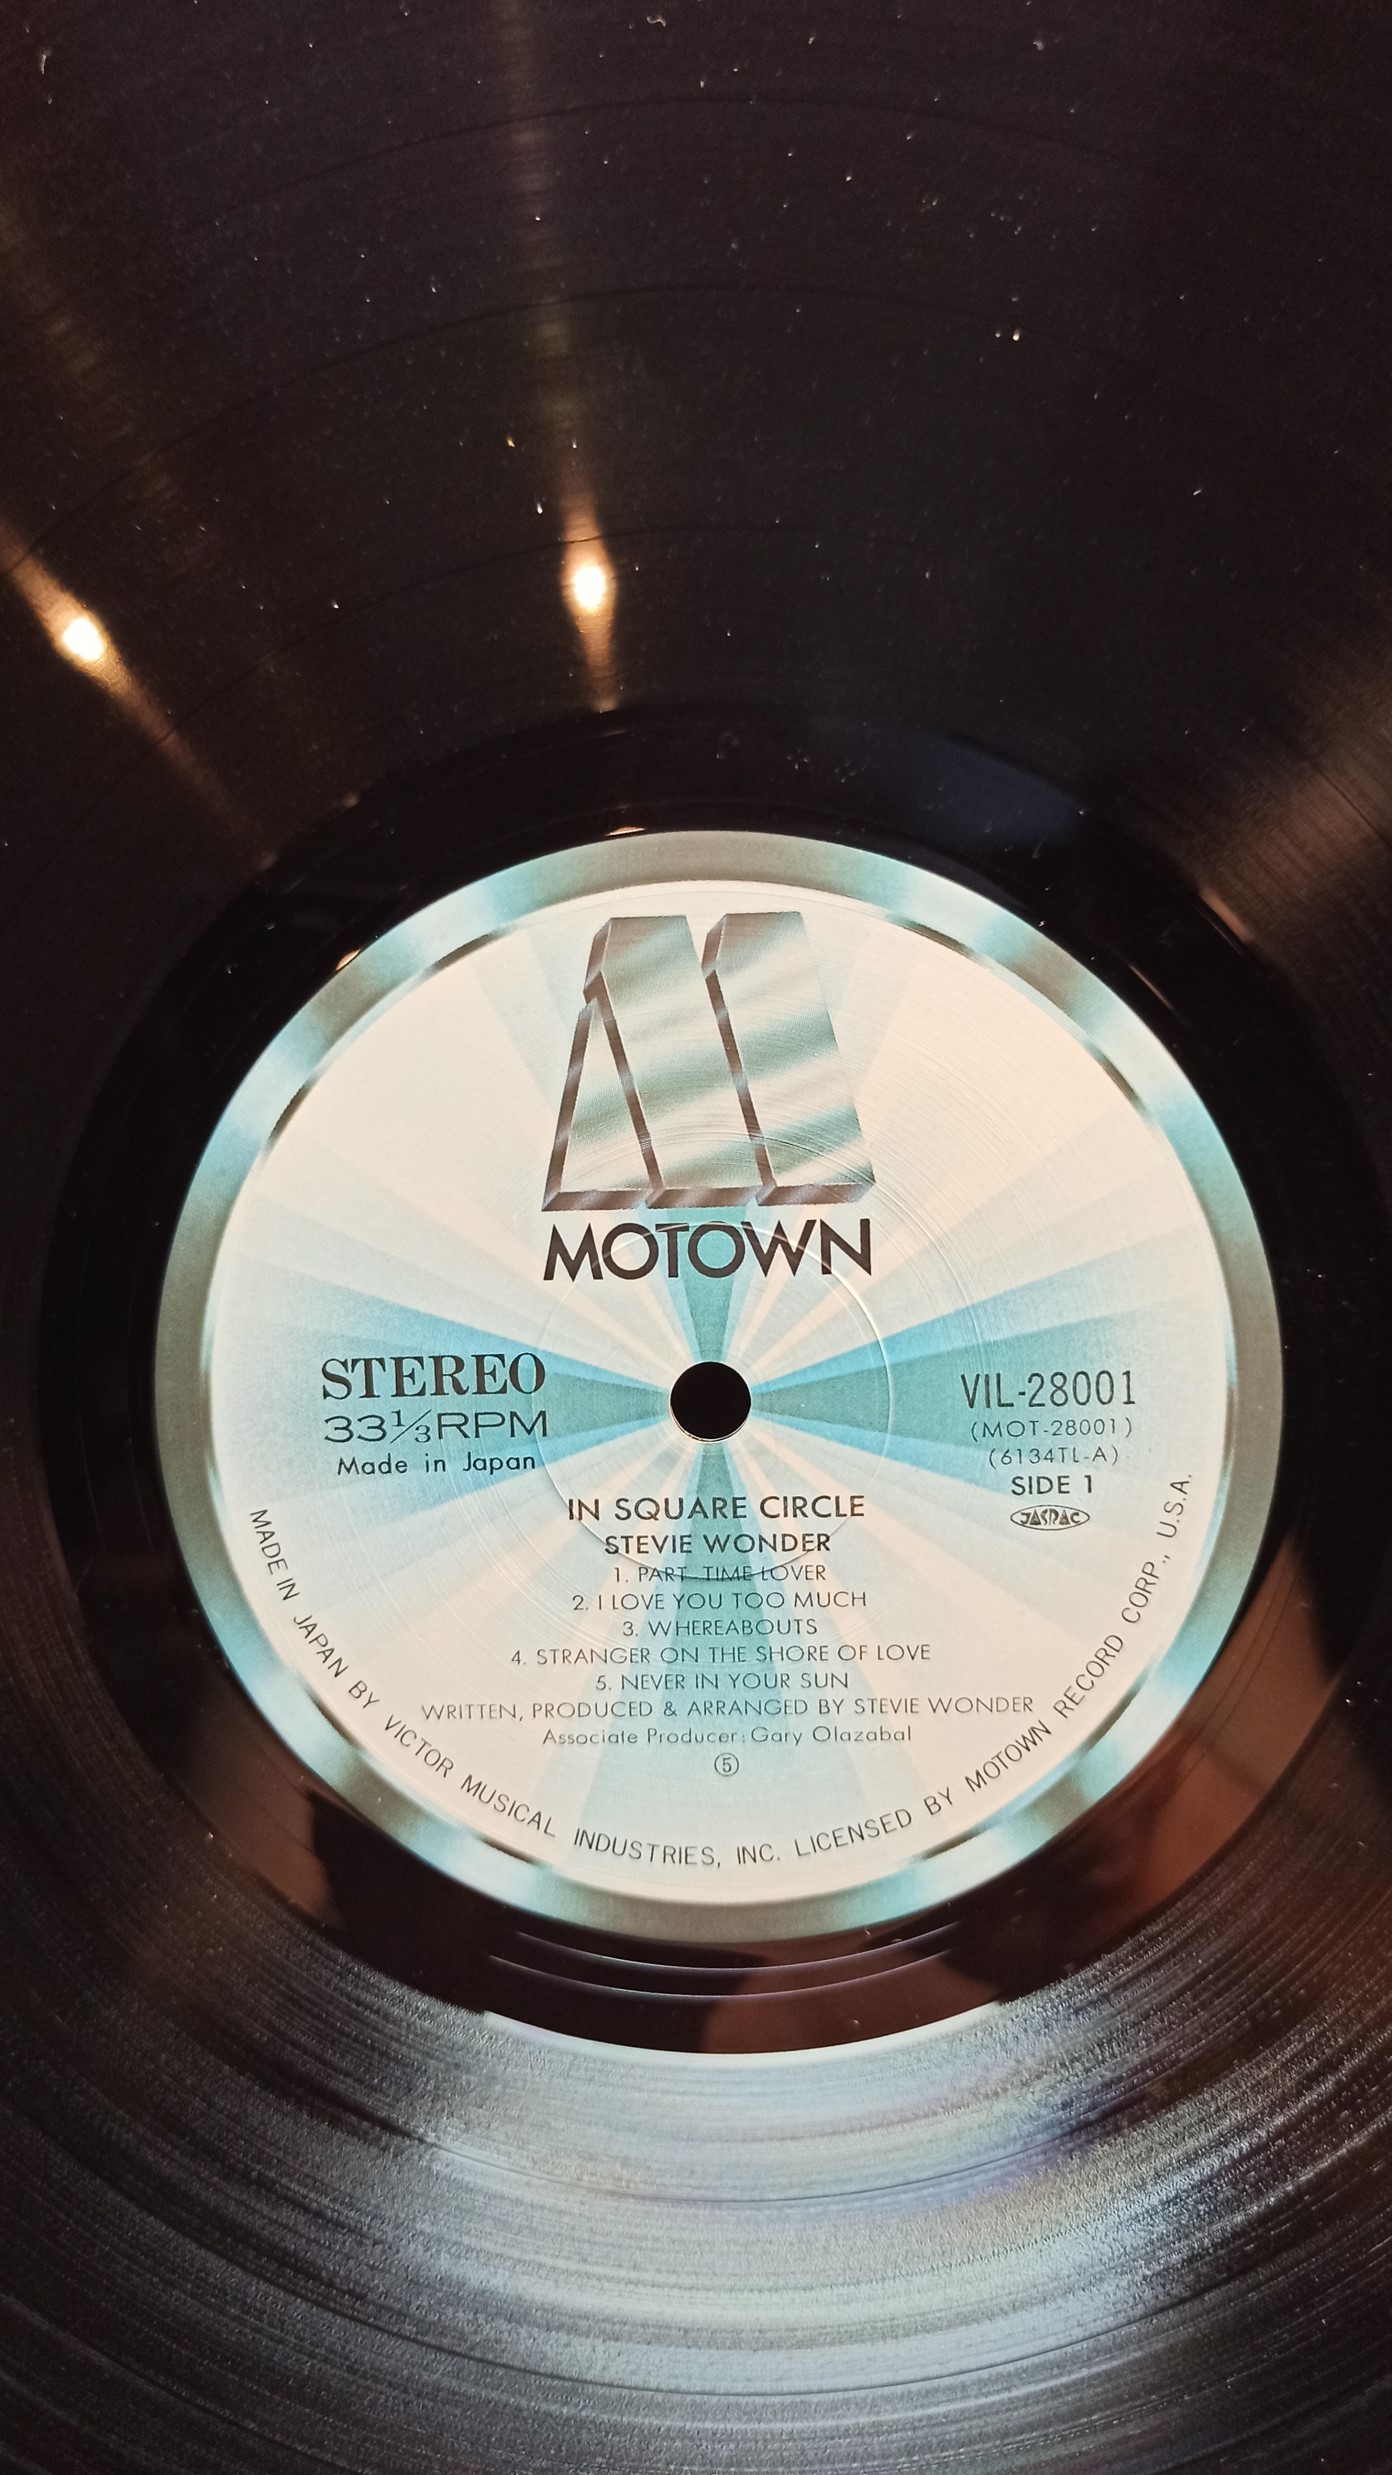 MOTOWN
STEREO
33⅓RPM
Made in Japan
VIL-28001
(MOT-28001)
(6134TL-A)
SIDE 1
JASRAC
IN SQUARE CIRCLE
STEVIE WONDER
1. PART-TIME LOVER
2. I LOVE YOU TOO MUCH
3. WHEREABOUTS
4. STRANGER ON THE SHORE OF LOVE
5. NEVER IN YOUR SUN
WRITTEN, PRODUCED & ARRANGED BY STEVIE WONDER
Associate Producer: Gary Olazabal
⑤
MADE IN JAPAN BY VICTOR MUSICAL INDUSTRIES, INC. LICENSED BY MOTOWN RECORD CORP., U.S.A.